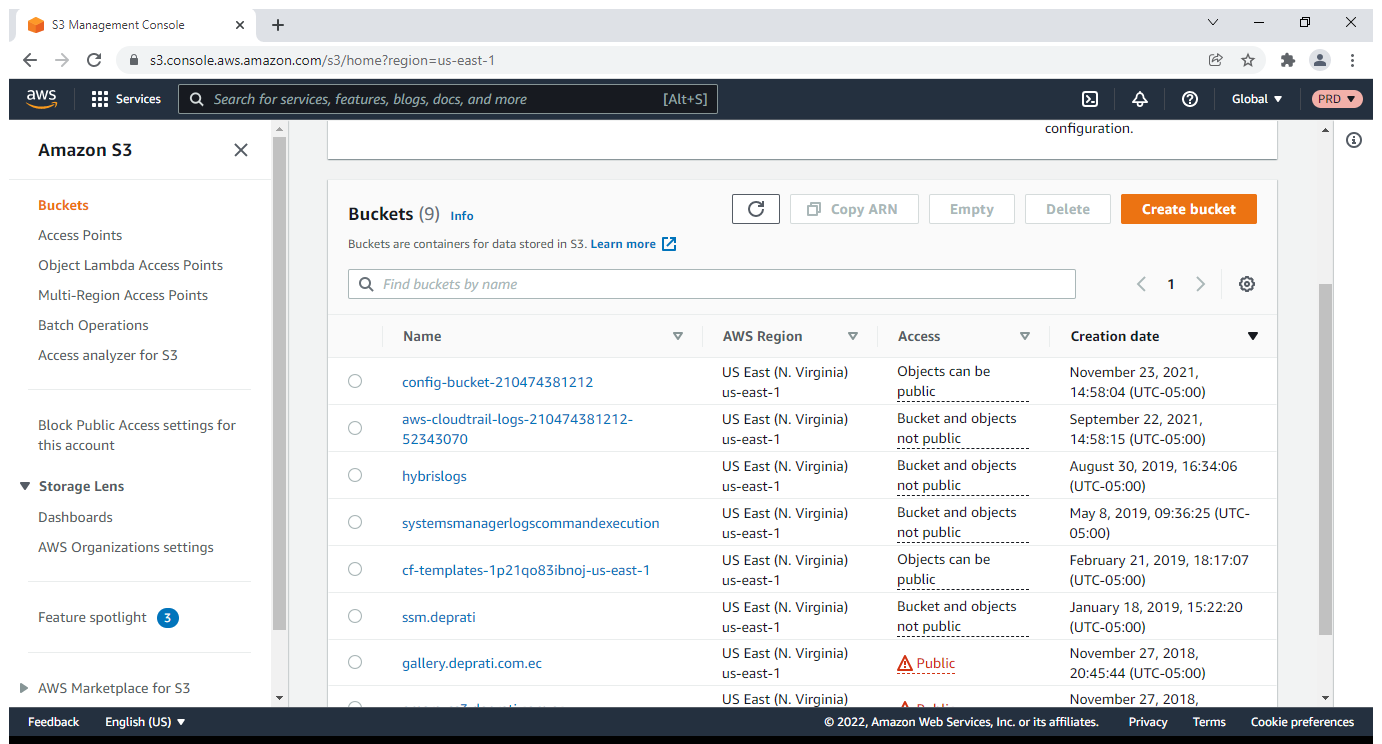 S3 Management Console
s3.console.aws.amazon.com/s3/home?region=us-east-1
aws
Services
Search for services, features, blogs, docs, and more
[Alt+S]
Global
PRD
Amazon S3
Buckets
Access Points
Object Lambda Access Points
Multi-Region Access Points
Batch Operations
Access analyzer for S3
Block Public Access settings for
this account
Storage Lens
Dashboards
AWS Organizations settings
Feature spotlight 3
AWS Marketplace for S3
configuration.
Buckets (9) Info
Copy ARN
Empty
Delete
Create bucket
Buckets are containers for data stored in S3. Learn more
Find buckets by name
1
Name
AWS Region
Access
Creation date
config-bucket-210474381212
US East (N. Virginia)
us-east-1
Objects can be
public
November 23, 2021,
14:58:04 (UTC-05:00)
aws-cloudtrail-logs-210474381212-
52343070
US East (N. Virginia)
us-east-1
Bucket and objects
not public
September 22, 2021,
14:58:15 (UTC-05:00)
hybrislogs
US East (N. Virginia)
us-east-1
Bucket and objects
not public
August 30, 2019, 16:34:06
(UTC-05:00)
systemsmanagerlogscommandexecution
US East (N. Virginia)
us-east-1
Bucket and objects
not public
May 8, 2019, 09:36:25 (UTC-
05:00)
cf-templates-1p21qo83ibnoj-us-east-1
US East (N. Virginia)
us-east-1
Objects can be
public
February 21, 2019, 18:17:07
(UTC-05:00)
ssm.deprati
US East (N. Virginia)
us-east-1
Bucket and objects
not public
January 18, 2019, 15:22:20
(UTC-05:00)
gallery.deprati.com.ec
US East (N. Virginia)
us-east-1
Public
November 27, 2018,
20:45:44 (UTC-05:00)
US East (N. Virginia)
Public
November 27, 2018,
Feedback
English (US)
© 2022, Amazon Web Services, Inc. or its affiliates.
Privacy
Terms
Cookie preferences